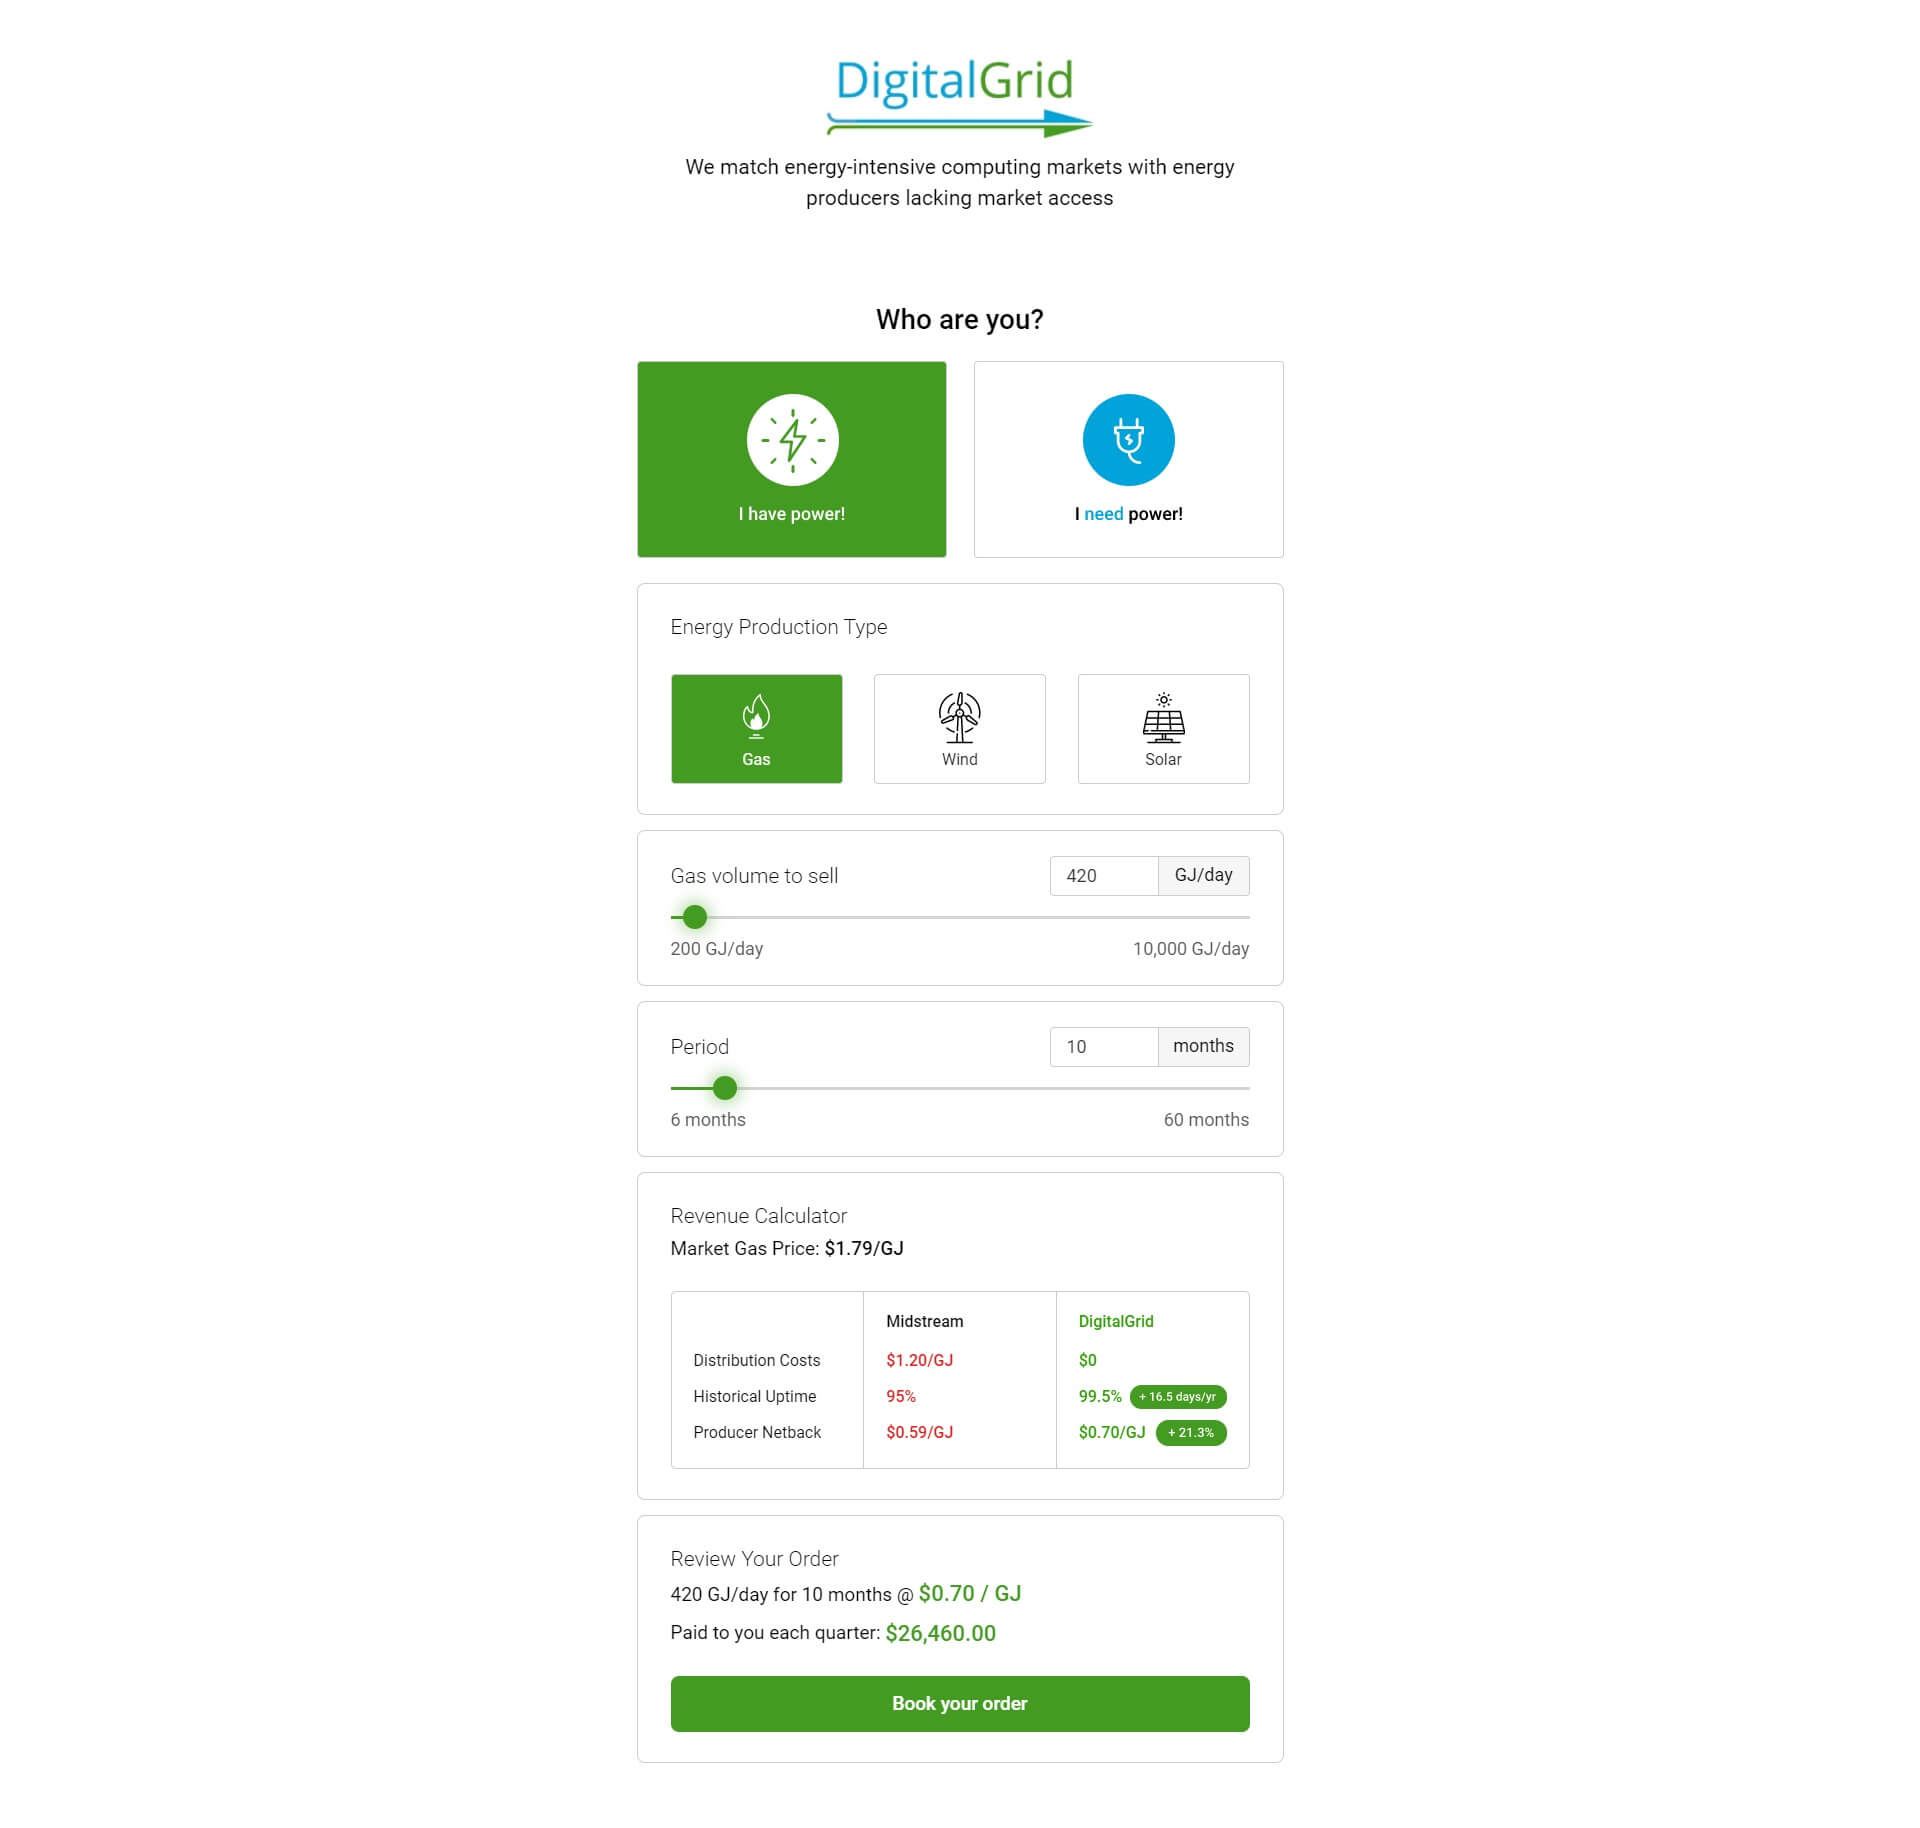 DigitalGrid
We match energy-intensive computing markets with energy
producers lacking market access
Who are you?
I have power!
I need power!
Energy Production Type
Gas
Wind
Solar
Gas volume to sell
420
GJ/day
200 GJ/day
10,000 GJ/day
Period
10
months
6 months
60 months
Revenue Calculator
Market Gas Price: $1.79/GJ
Midstream
DigitalGrid
Distribution Costs
$1.20/GJ
$0
Historical Uptime
95%
99.5%
+ 16.5 days/yr
Producer Netback
$0.59/GJ
$0.70/GJ
+ 21.3%
Review Your Order
420 GJ/day for 10 months @ $0.70 / GJ
Paid to you each quarter: $26,460.00
Book your order